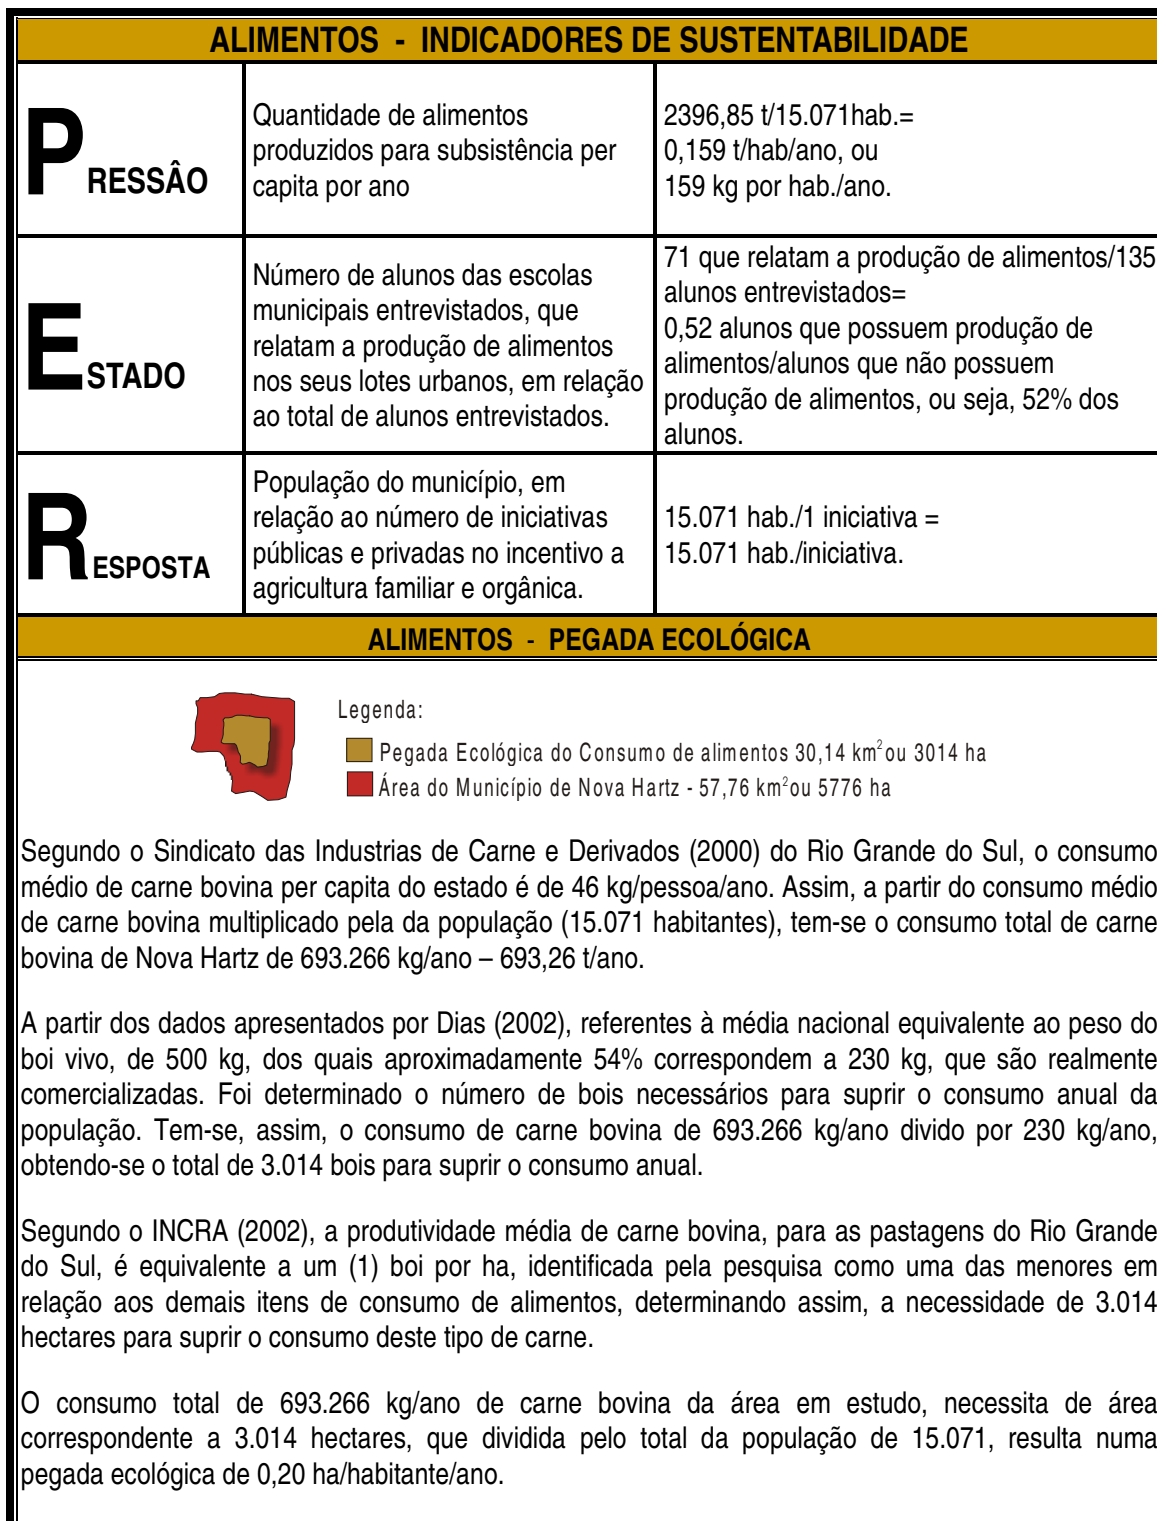 ALIMENTOS - INDICADORES DE SUSTENTABILIDADE
PRESSÂO
Quantidade de alimentos
produzidos para subsistência per
capita por ano
2396,85 t/15.071hab.=
0,159 t/hab/ano, ou
159 kg por hab./ano.
ESTADO
Número de alunos das escolas
municipais entrevistados, que
relatam a produção de alimentos
nos seus lotes urbanos, em relação
ao total de alunos entrevistados.
71 que relatam a produção de alimentos/135
alunos entrevistados=
0,52 alunos que possuem produção de
alimentos/alunos que não possuem
produção de alimentos, ou seja, 52% dos
alunos.
RESPOSTA
População do município, em
relação ao número de iniciativas
públicas e privadas no incentivo a
agricultura familiar e orgânica.
15.071 hab./1 iniciativa =
15.071 hab./iniciativa.
ALIMENTOS - PEGADA ECOLÓGICA
Legenda:
Pegada Ecológica do Consumo de alimentos 30,14 km² ou 3014 ha
Área do Município de Nova Hartz - 57,76 km² ou 5776 ha
Segundo o Sindicato das Industrias de Carne e Derivados (2000) do Rio Grande do Sul, o consumo
médio de carne bovina per capita do estado é de 46 kg/pessoa/ano. Assim, a partir do consumo médio
de carne bovina multiplicado pela da população (15.071 habitantes), tem-se o consumo total de carne
bovina de Nova Hartz de 693.266 kg/ano – 693,26 t/ano.
A partir dos dados apresentados por Dias (2002), referentes à média nacional equivalente ao peso do
boi vivo, de 500 kg, dos quais aproximadamente 54% correspondem a 230 kg, que são realmente
comercializadas. Foi determinado o número de bois necessários para suprir o consumo anual da
população. Tem-se, assim, o consumo de carne bovina de 693.266 kg/ano divido por 230 kg/ano,
obtendo-se o total de 3.014 bois para suprir o consumo anual.
Segundo o INCRA (2002), a produtividade média de carne bovina, para as pastagens do Rio Grande
do Sul, é equivalente a um (1) boi por ha, identificada pela pesquisa como uma das menores em
relação aos demais itens de consumo de alimentos, determinando assim, a necessidade de 3.014
hectares para suprir o consumo deste tipo de carne.
O consumo total de 693.266 kg/ano de carne bovina da área em estudo, necessita de área
correspondente a 3.014 hectares, que dividida pelo total da população de 15.071, resulta numa
pegada ecológica de 0,20 ha/habitante/ano.